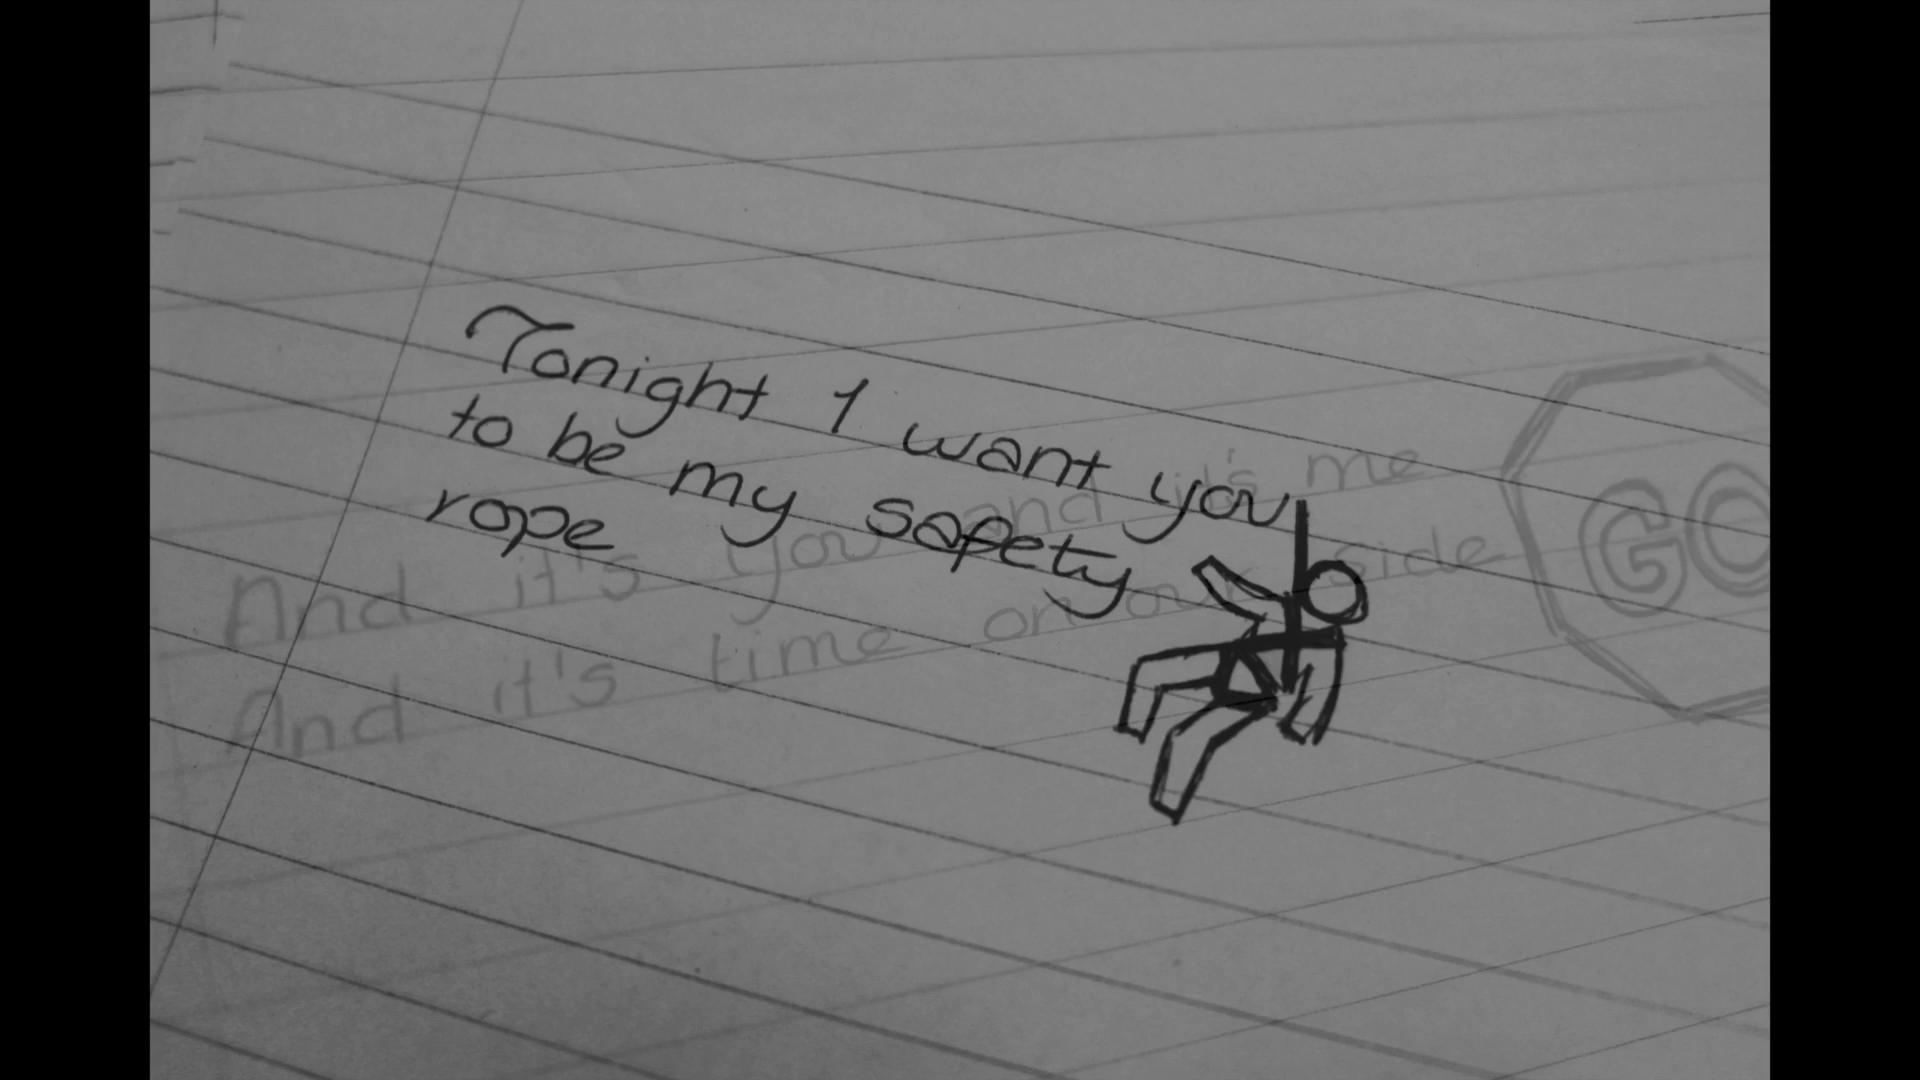 Tonight I want you
to be my safety
rope
And it's you and it's me
And it's time on our side
GO